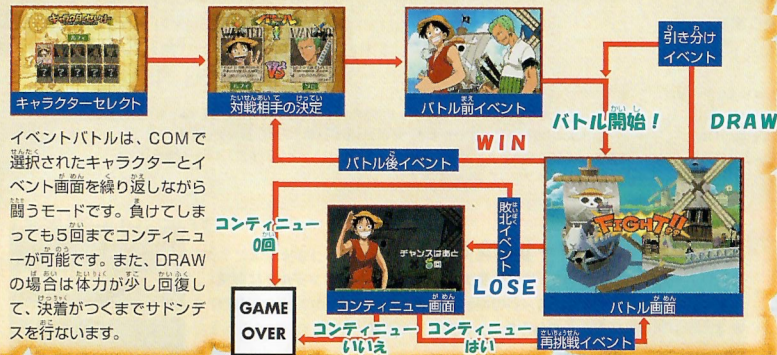 キャラクターセレクト
対戦相手の決定
バトル前イベント
引き分け
イベント
バトル開始！
DRAW
WIN
バトル後イベント
イベントバトルは、COMで
選択されたキャラクターとイ
ベント画面を繰り返しながら
闘うモードです。負けてしま
っても5回までコンティニュ
ーが可能です。また、DRAW
の場合は体力が少し回復し
て、決着がつくまでサドンデ
スを行ないます。
コンティニュー
0回
敗北イベント
LOSE
チャンスはあと
5回
コンティニュー画面
FIGHT!!
バトル画面
GAME
OVER
コンティニュー
いいえ
コンティニュー
はい
再挑戦イベント
WANTED
WANTED
VS
ルフィ
ゾロ
ルフィ